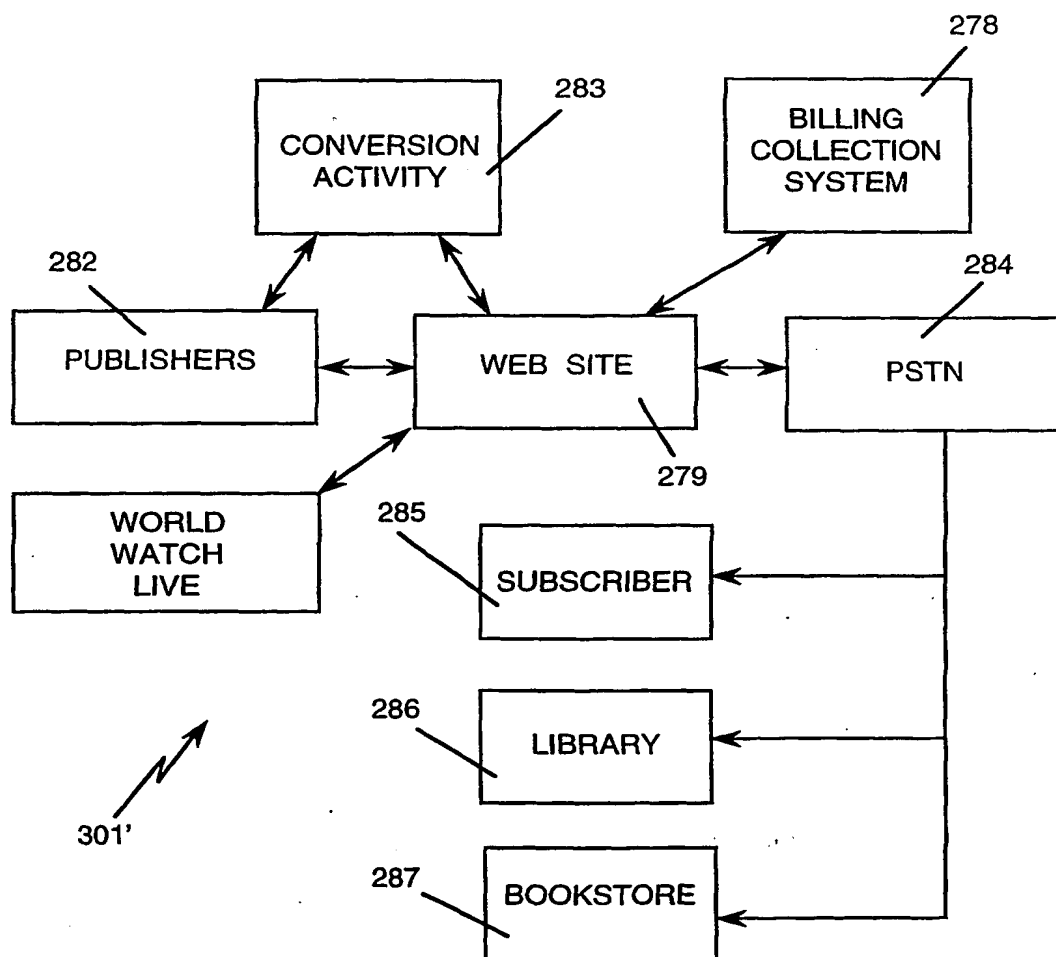 278
283
CONVERSION
ACTIVITY
BILLING
COLLECTION
SYSTEM
282
284
PUBLISHERS
WEB SITE
PSTN
279
WORLD
WATCH
LIVE
285
SUBSCRIBER
286
LIBRARY
301'
287
BOOKSTORE